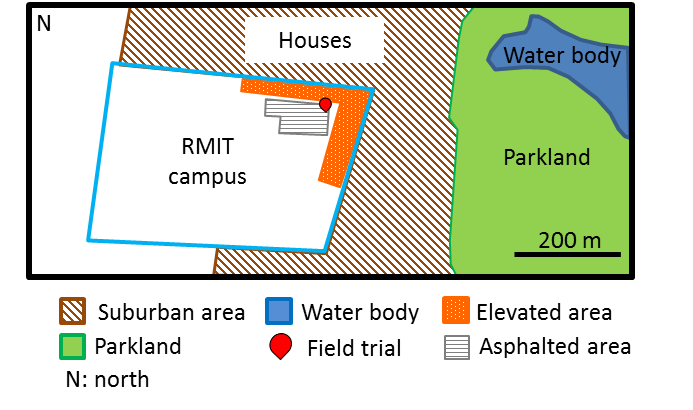 N
Houses
Water body
RMIT
campus
Parkland
200 m
Suburban area
Water body
Elevated area
Parkland
Field trial
Asphalted area
N: north